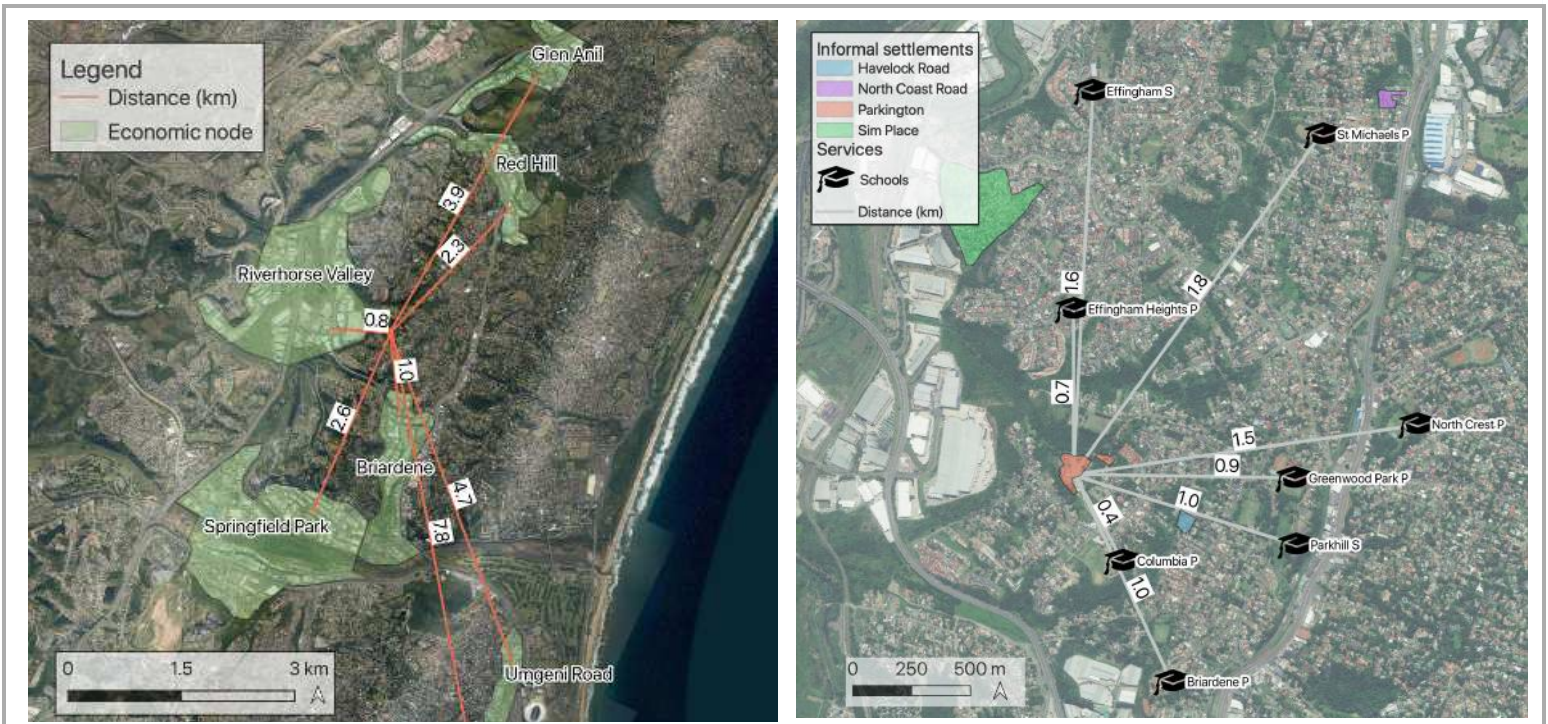 Legend
Distance (km)
Economic node
Glen Anil
Red Hill
3.9
2.3
Riverhorse Valley
0.8
1.0
2.6
Briardene
4.7
Springfield Park
7.8
Umgeni Road
0 1.5 3 km
Informal settlements
Havelock Road
North Coast Road
Parkington
Sim Place
Services
Schools
Distance (km)
Effingham S
St Michaels P
1.6
1.8
Effingham Heights P
0.7
North Crest P
1.5
0.9
Greenwood Park P
1.0
0.4
Parkhill S
Columbia P
1.0
Briardene P
0 250 500 m